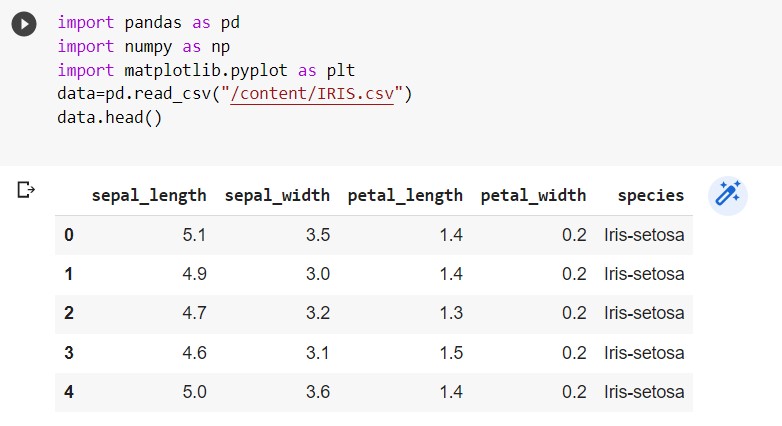 import pandas as pd
import numpy as np
import matplotlib.pyplot as plt
data=pd.read_csv("/content/IRIS.csv")
data.head()
sepal_length sepal_width petal_length petal_width species
0 5.1 3.5 1.4 0.2 Iris-setosa
1 4.9 3.0 1.4 0.2 Iris-setosa
2 4.7 3.2 1.3 0.2 Iris-setosa
3 4.6 3.1 1.5 0.2 Iris-setosa
4 5.0 3.6 1.4 0.2 Iris-setosa